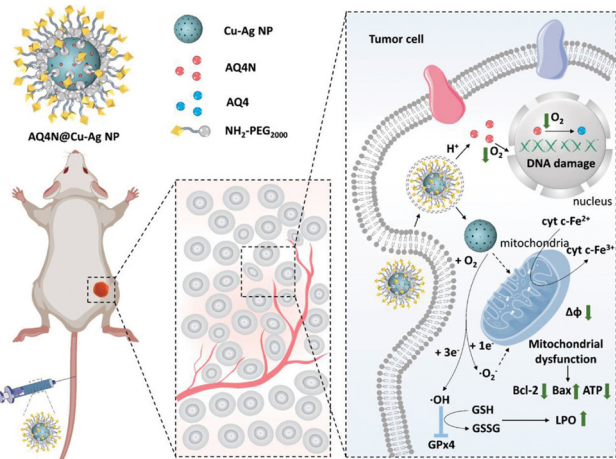 Cu-Ag NP
AQ4N
AQ4
NH₂-PEG₂₀₀₀
AQ4N@Cu-Ag NP
Tumor cell
H⁺
O₂
O₂
DNA damage
nucleus
cyt c-Fe²⁺
mitochondria
cyt c-Fe³⁺
+ O₂
Δϕ
Mitochondrial
dysfunction
+ 3e⁻
+ 1e⁻
·O₂⁻
Bcl-2 Bax ATP
·OH
GSH
GSSG
LPO
GPx4